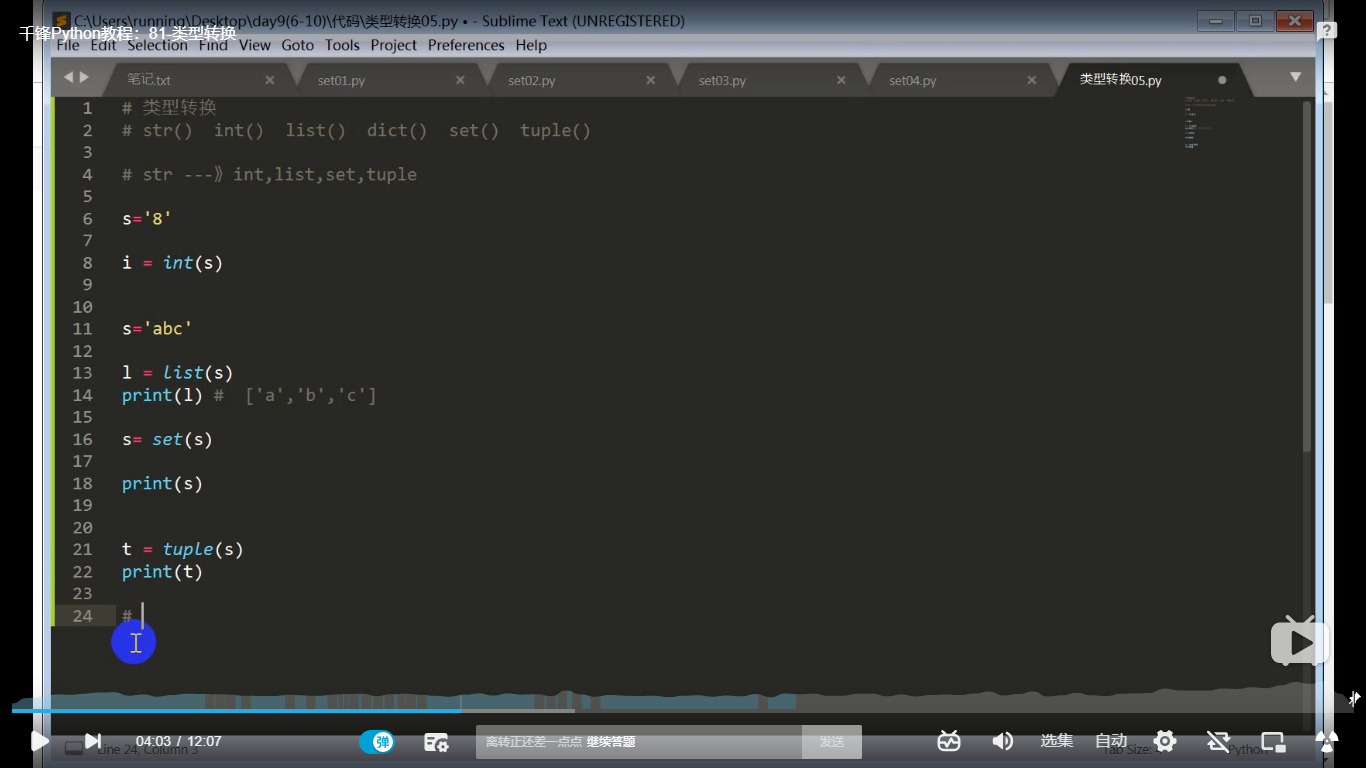 C:\Users\running\Desktop\day9(6-10)\代码\类型转换05.py • - Sublime Text (UNREGISTERED)
千锋Python教程：81-类型转换
File Edit Selection Find View Goto Tools Project Preferences Help
笔记.txt set01.py set02.py set03.py set04.py 类型转换05.py
1 # 类型转换
2 # str() int() list() dict() set() tuple()
3
4 # str ---》int,list,set,tuple
5
6 s='8'
7
8 i = int(s)
9
10
11 s='abc'
12
13 l = list(s)
14 print(l) # ['a','b','c']
15
16 s= set(s)
17
18 print(s)
19
20
21 t = tuple(s)
22 print(t)
23
24 #
04:03 / 12:07 弹 离转正还差一点点 继续答题 发送 选集 自动
Line 24, Column 3 Tab Size: Python